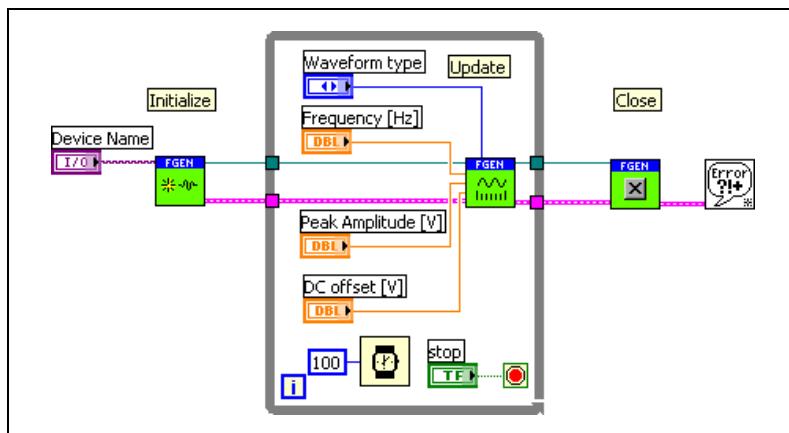 Waveform type
Update
Initialize
Close
Frequency [Hz]
Device Name
DBL
I/O
FGEN
FGEN
FGEN
Error
?!+
Peak Amplitude [V]
DBL
DC offset [V]
DBL
100
stop
TF
i